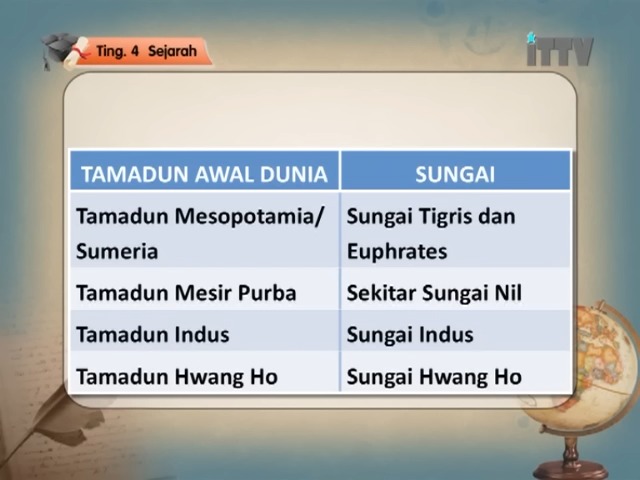 Ting. 4 Sejarah
iTTV
TAMADUN AWAL DUNIA SUNGAI
Tamadun Mesopotamia/ Sungai Tigris dan
Sumeria Euphrates
Tamadun Mesir Purba Sekitar Sungai Nil
Tamadun Indus Sungai Indus
Tamadun Hwang Ho Sungai Hwang Ho